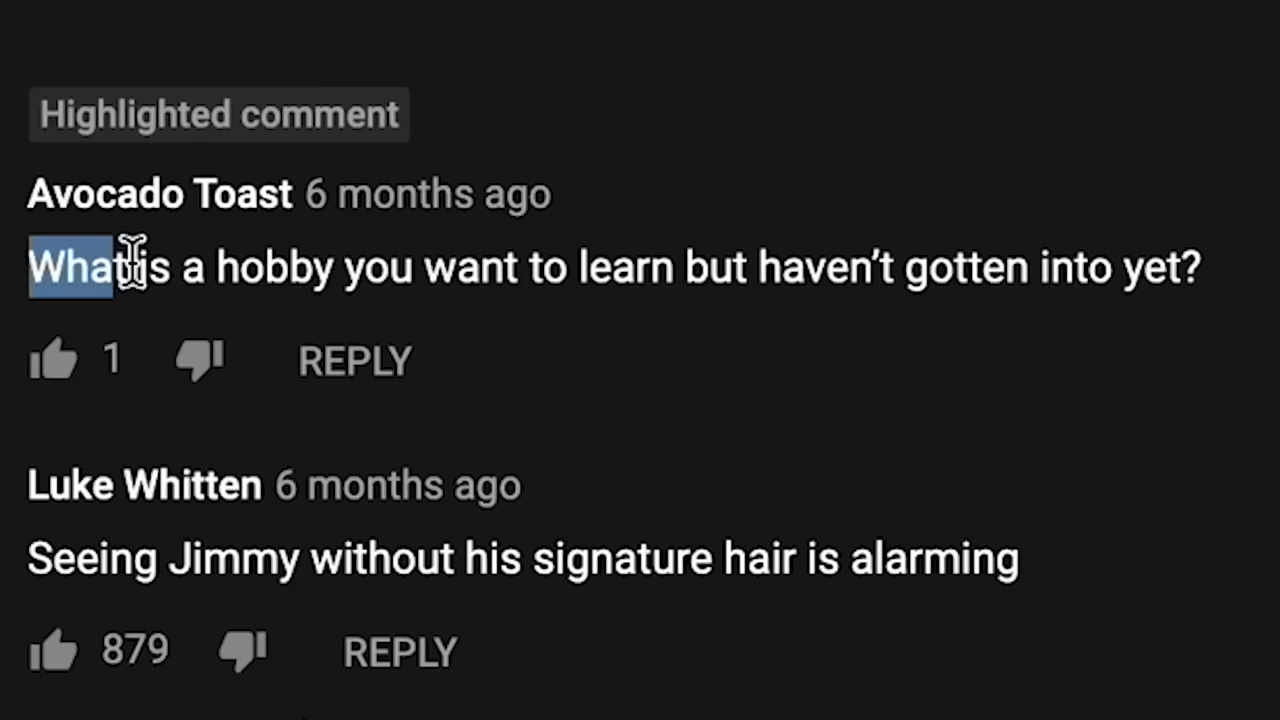 Highlighted comment
Avocado Toast 6 months ago
What is a hobby you want to learn but haven’t gotten into yet?
1 REPLY
Luke Whitten 6 months ago
Seeing Jimmy without his signature hair is alarming
879 REPLY